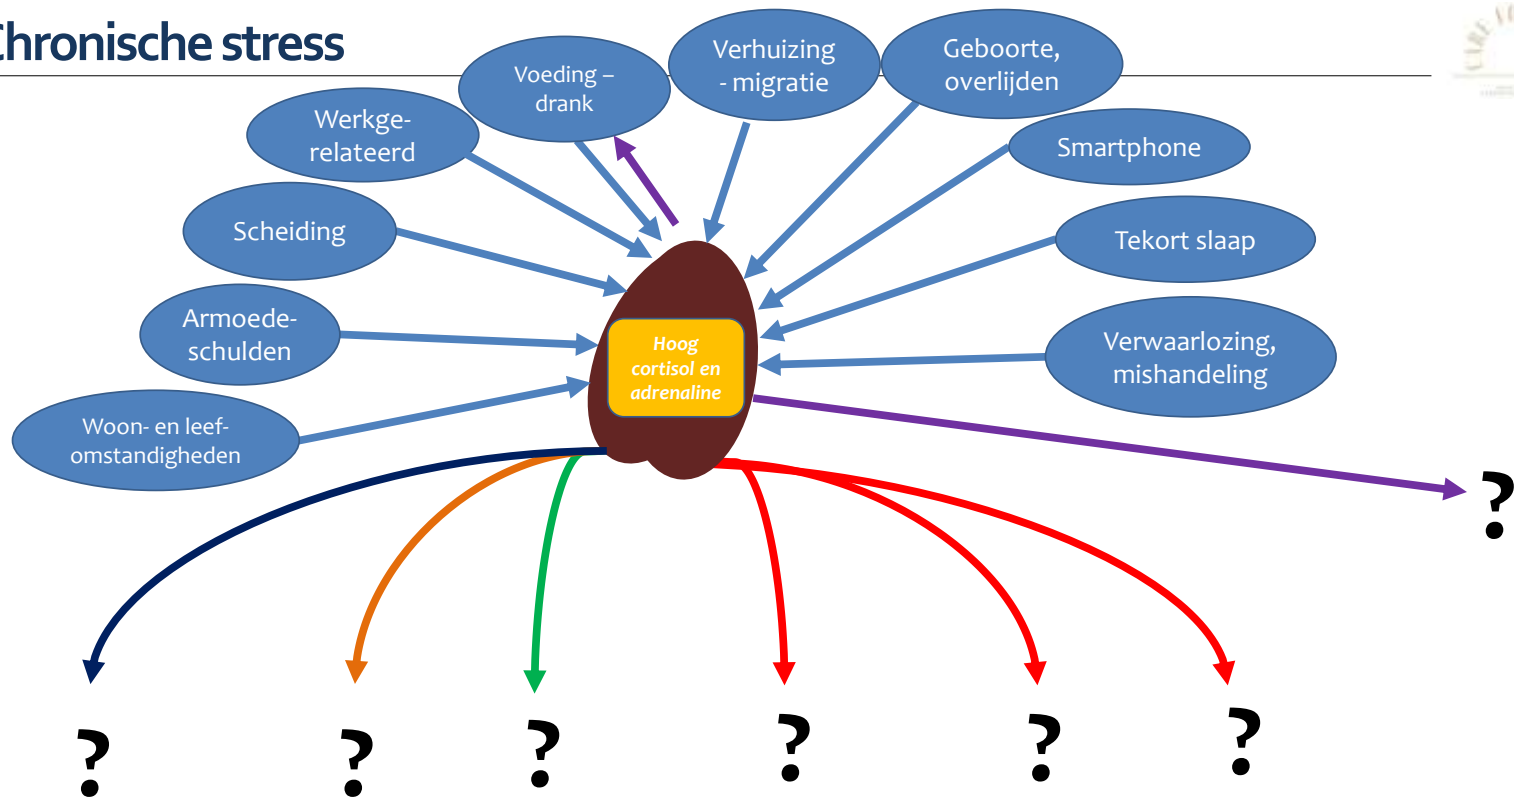 Chronische stress
Voeding –
drank
Verhuizing
- migratie
Geboorte,
overlijden
Werkge-
relateerd
Smartphone
Scheiding
Tekort slaap
Armoede-
schulden
Hoog
cortisol en
adrenaline
Verwaarlozing,
mishandeling
Woon- en leef-
omstandigheden
?
?
?
?
?
?
?